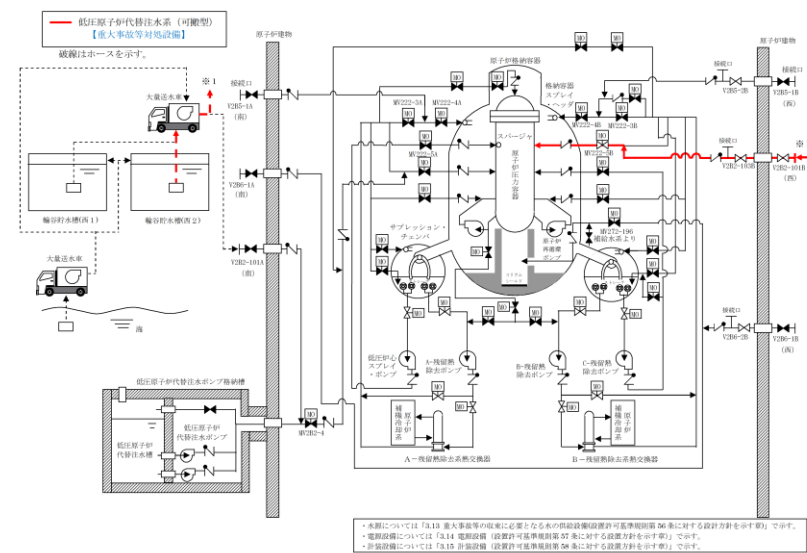 低圧原子炉代替注水系（可搬型）
【重大事故等対処設備】
破線はホースを示す。
原子炉建物
原子炉建物
※1
大量送水車
接続口
V2B5-1A
(南)
V2B6-1A
(南)
V2B2-101A
(南)
輪谷貯水槽(西1)
輪谷貯水槽(西2)
大量送水車
海
原子炉格納容器
格納容器
スプレイ
・ヘッダ
スパージャ
原子炉圧力容器
MV222-3A
MV222-4A
MV222-5A
MV222-4B
MV222-3B
MV222-5B
サプレッション・
チェンバ
原子炉
再循環
ポンプ
MV272-196
補給水系より
接続口
V2B5-2B
V2B5-1B
(西)
接続口
V2B2-103B
V2B2-101B
(西)
※
接続口
V2B6-2B
V2B6-1B
(西)
低圧炉心
スプレイ
・ポンプ
A-残留熱
除去ポンプ
B-残留熱
除去ポンプ
C-残留熱
除去ポンプ
原子炉
補機冷却系
原子炉
補機冷却系
A－残留熱除去系熱交換器
B－残留熱除去系熱交換器
低圧原子炉代替注水ポンプ格納槽
低圧原子炉
代替注水槽
低圧原子炉
代替注水ポンプ
MV2B2-4
MO
・水源については「3.13 重大事故等の収束に必要となる水の供給設備(設置許可基準規則第56条に対する設計方針を示す章)」で示す。
・電源設備については「3.14 電源設備（設置許可基準規則第57条に対する設置方針を示す章)」で示す。
・計装設備については「3.15 計装設備（設置許可基準規則第58条に対する設置方針を示す章)」で示す。